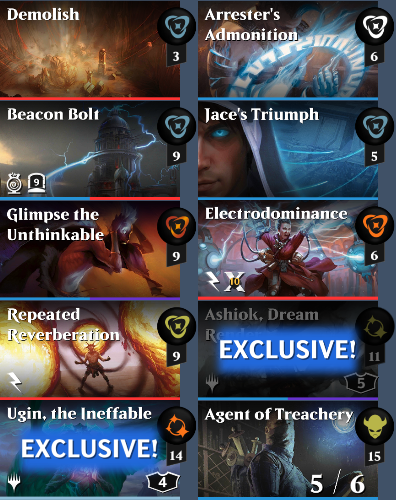 Demolish
3
Arrester's
Admonition
6
Beacon Bolt
9
9
Jace's Triumph
5
Glimpse the
Unthinkable
9
Electrodominance
X
10
6
Repeated
Reverberation
9
Ashiok, Dream
EXCLUSIVE!
11
5
Ugin, the Ineffable
EXCLUSIVE!
14
4
Agent of Treachery
15
5 / 6